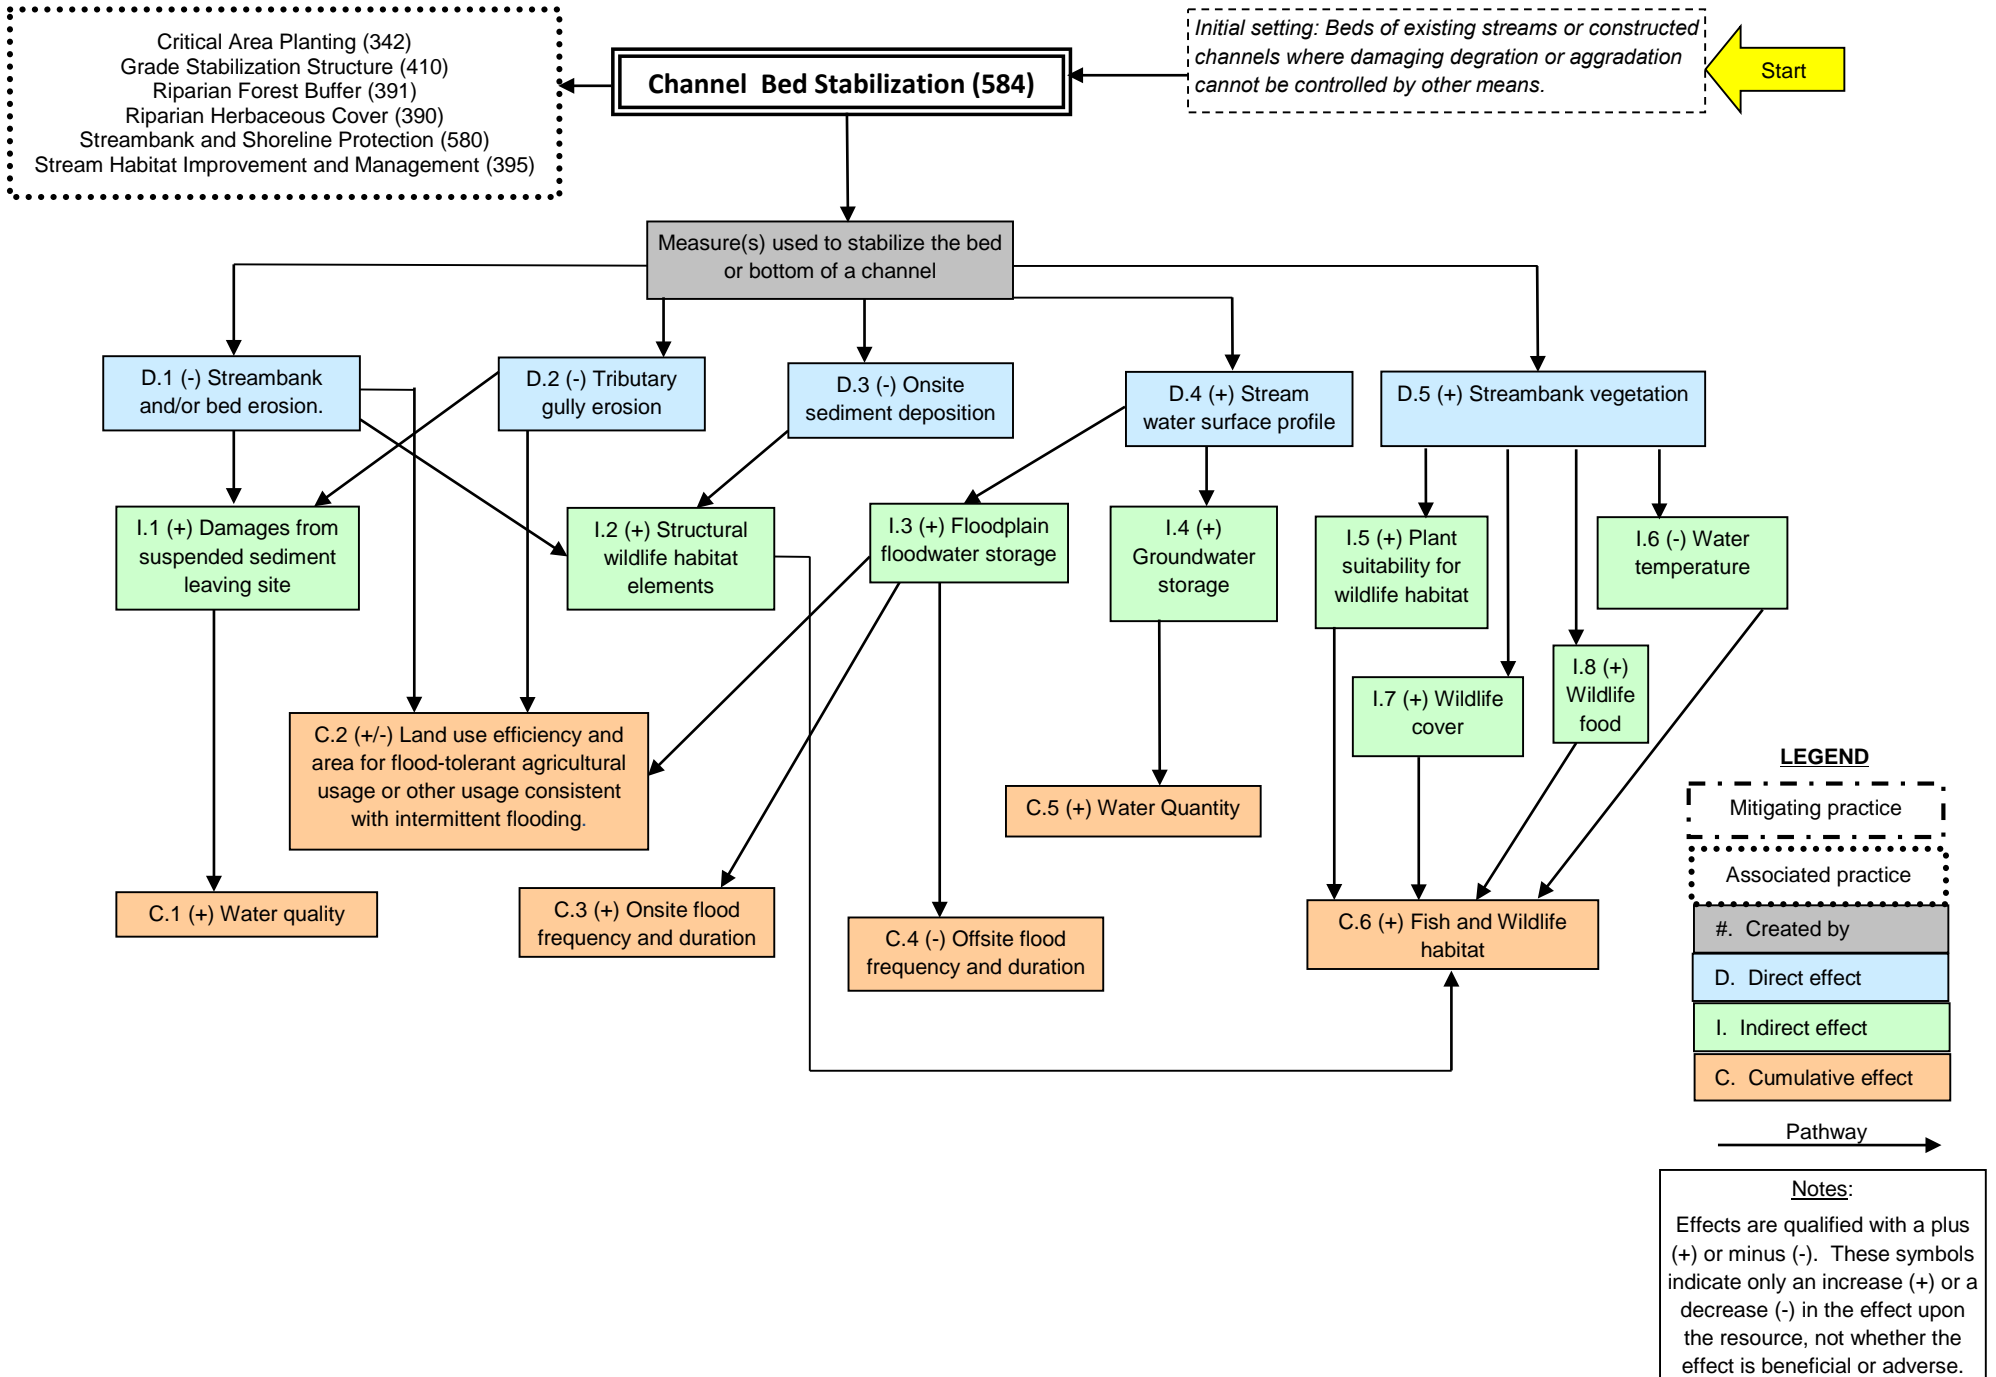 Critical Area Planting (342)
Grade Stabilization Structure (410)
Riparian Forest Buffer (391)
Riparian Herbaceous Cover (390)
Streambank and Shoreline Protection (580)
Stream Habitat Improvement and Management (395)
Channel  Bed Stabilization (584)
Initial setting: Beds of existing streams or constructed
channels where damaging degration or aggradation
cannot be controlled by other means.
Start
Measure(s) used to stabilize the bed
or bottom of a channel
D.1 (-) Streambank
and/or bed erosion.
D.2 (-) Tributary
gully erosion
D.3 (-) Onsite
sediment deposition
D.4 (+) Stream
water surface profile
D.5 (+) Streambank vegetation
I.1 (+) Damages from
suspended sediment
leaving site
I.2 (+) Structural
wildlife habitat
elements
I.3 (+) Floodplain
floodwater storage
I.4 (+)
Groundwater
storage
I.5 (+) Plant
suitability for
wildlife habitat
I.6 (-) Water
temperature
I.7 (+) Wildlife
cover
I.8 (+)
Wildlife
food
C.2 (+/-) Land use efficiency and
area for flood-tolerant agricultural
usage or other usage consistent
with intermittent flooding.
C.5 (+) Water Quantity
C.1 (+) Water quality
C.3 (+) Onsite flood
frequency and duration
C.4 (-) Offsite flood
frequency and duration
C.6 (+) Fish and Wildlife
habitat
LEGEND
Mitigating practice
Associated practice
#.  Created by
D.  Direct effect
I.  Indirect effect
C.  Cumulative effect
Pathway
Notes:
Effects are qualified with a plus
(+) or minus (-).  These symbols
indicate only an increase (+) or a
decrease (-) in the effect upon
the resource, not whether the
effect is beneficial or adverse.